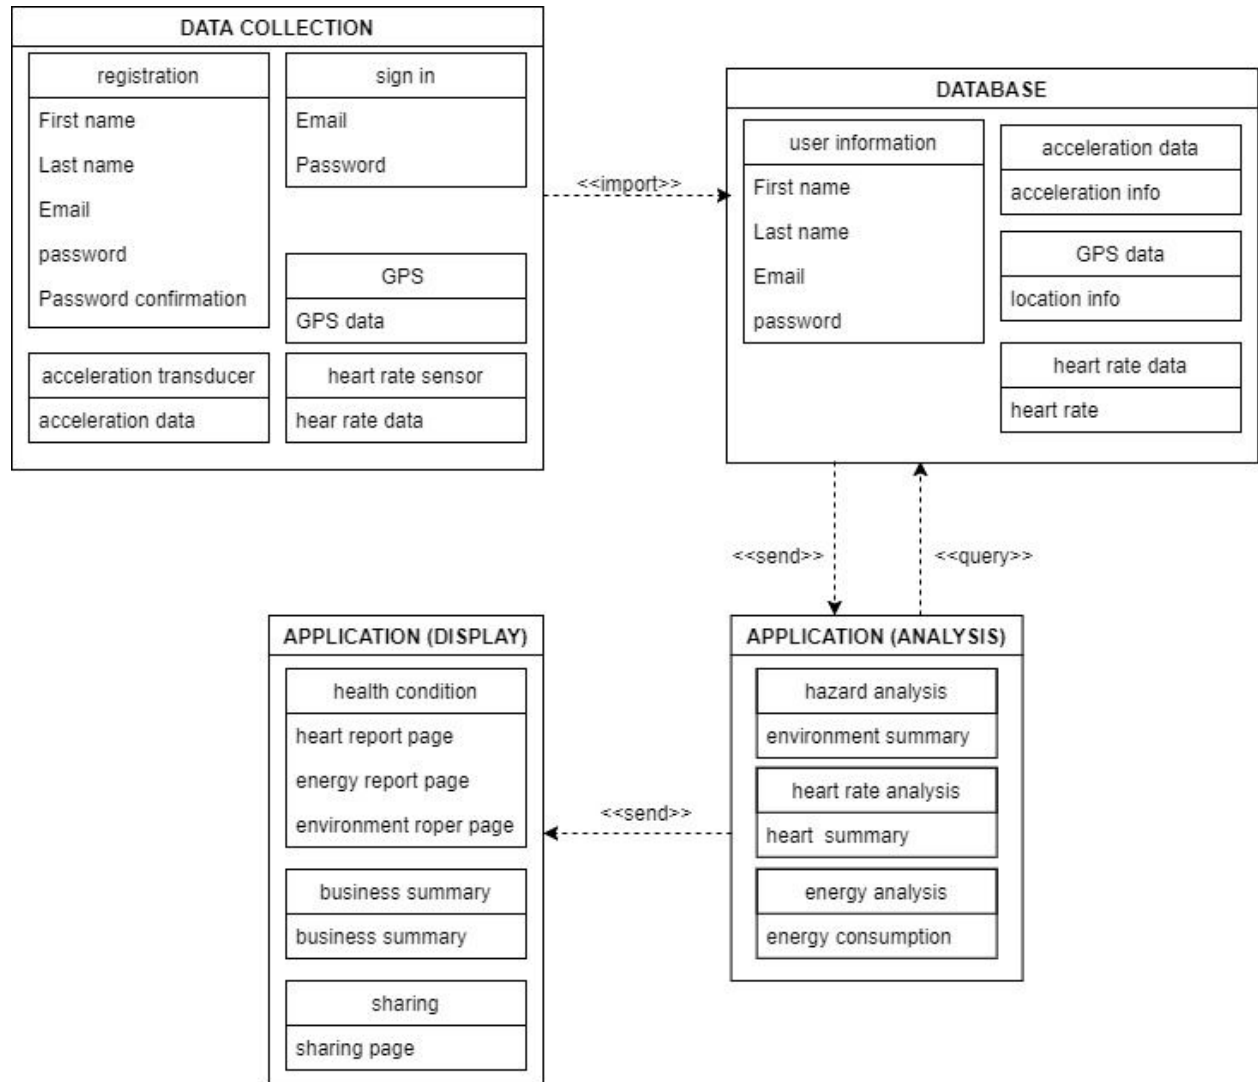 DATA COLLECTION
registration
First name
Last name
Email
password
Password confirmation
sign in
Email
Password
GPS
GPS data
acceleration transducer
acceleration data
heart rate sensor
hear rate data
<<import>>
DATABASE
user information
First name
Last name
Email
password
acceleration data
acceleration info
GPS data
location info
heart rate data
heart rate
<<send>>
<<query>>
APPLICATION (DISPLAY)
health condition
heart report page
energy report page
environment roper page
business summary
business summary
sharing
sharing page
<<send>>
APPLICATION (ANALYSIS)
hazard analysis
environment summary
heart rate analysis
heart  summary
energy analysis
energy consumption